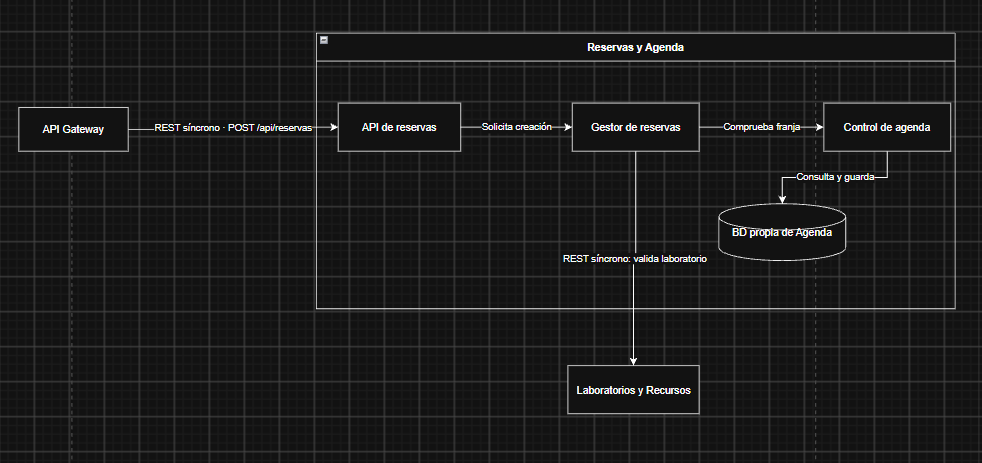 Reservas y Agenda
API Gateway
REST síncrono · POST /api/reservas
API de reservas
Solicita creación
Gestor de reservas
Comprueba franja
Control de agenda
Consulta y guarda
BD propia de Agenda
REST síncrono: valida laboratorio
Laboratorios y Recursos